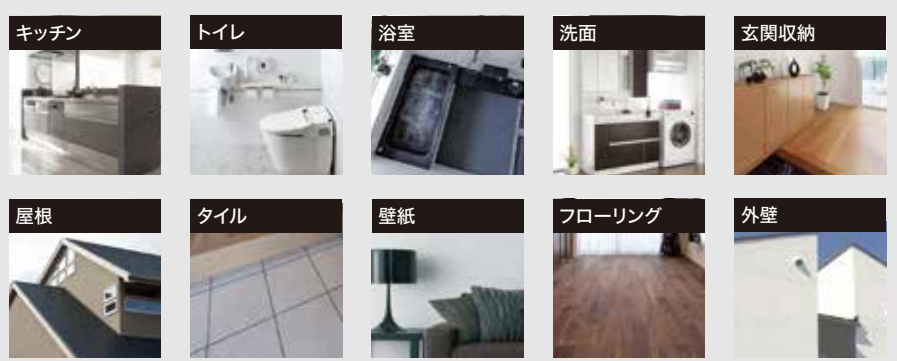 キッチン
トイレ
浴室
洗面
玄関収納
屋根
タイル
壁紙
フローリング
外壁